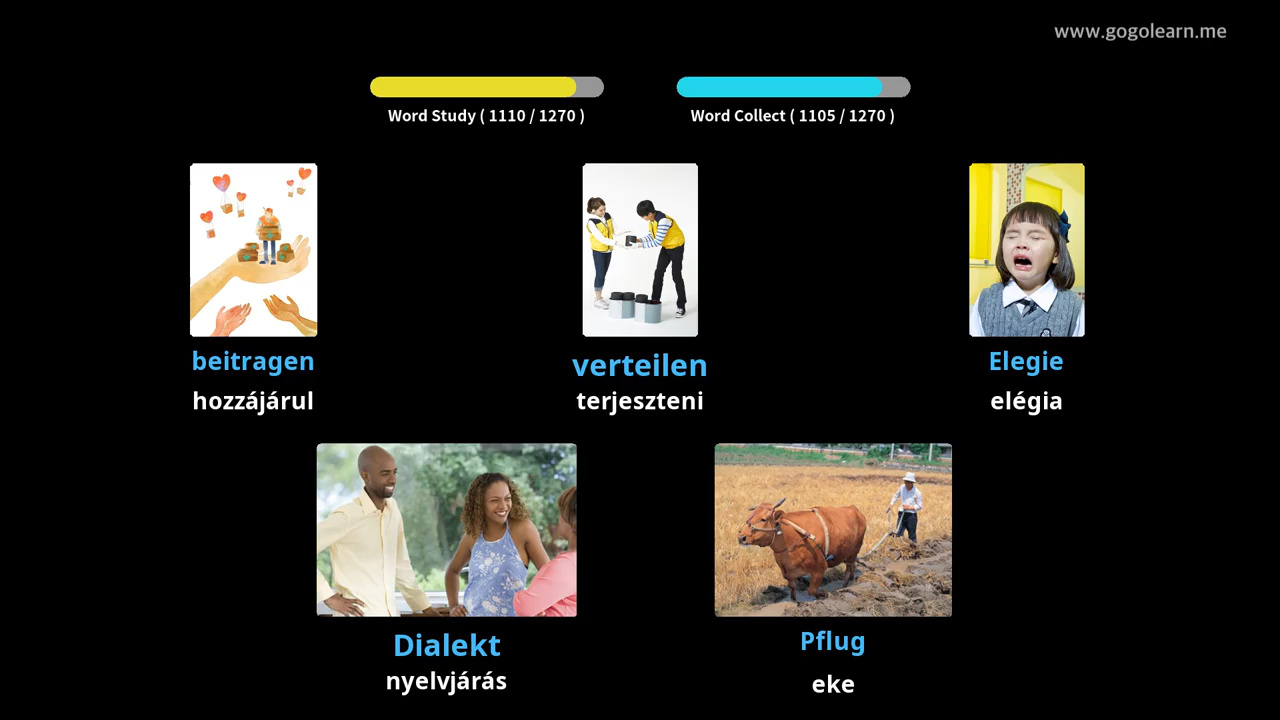 www.gogolearn.me
Word Study ( 1110 / 1270 )
Word Collect ( 1105 / 1270 )
beitragen
hozzájárul
verteilen
terjeszteni
Elegie
elégia
Dialekt
nyelvjárás
Pflug
eke